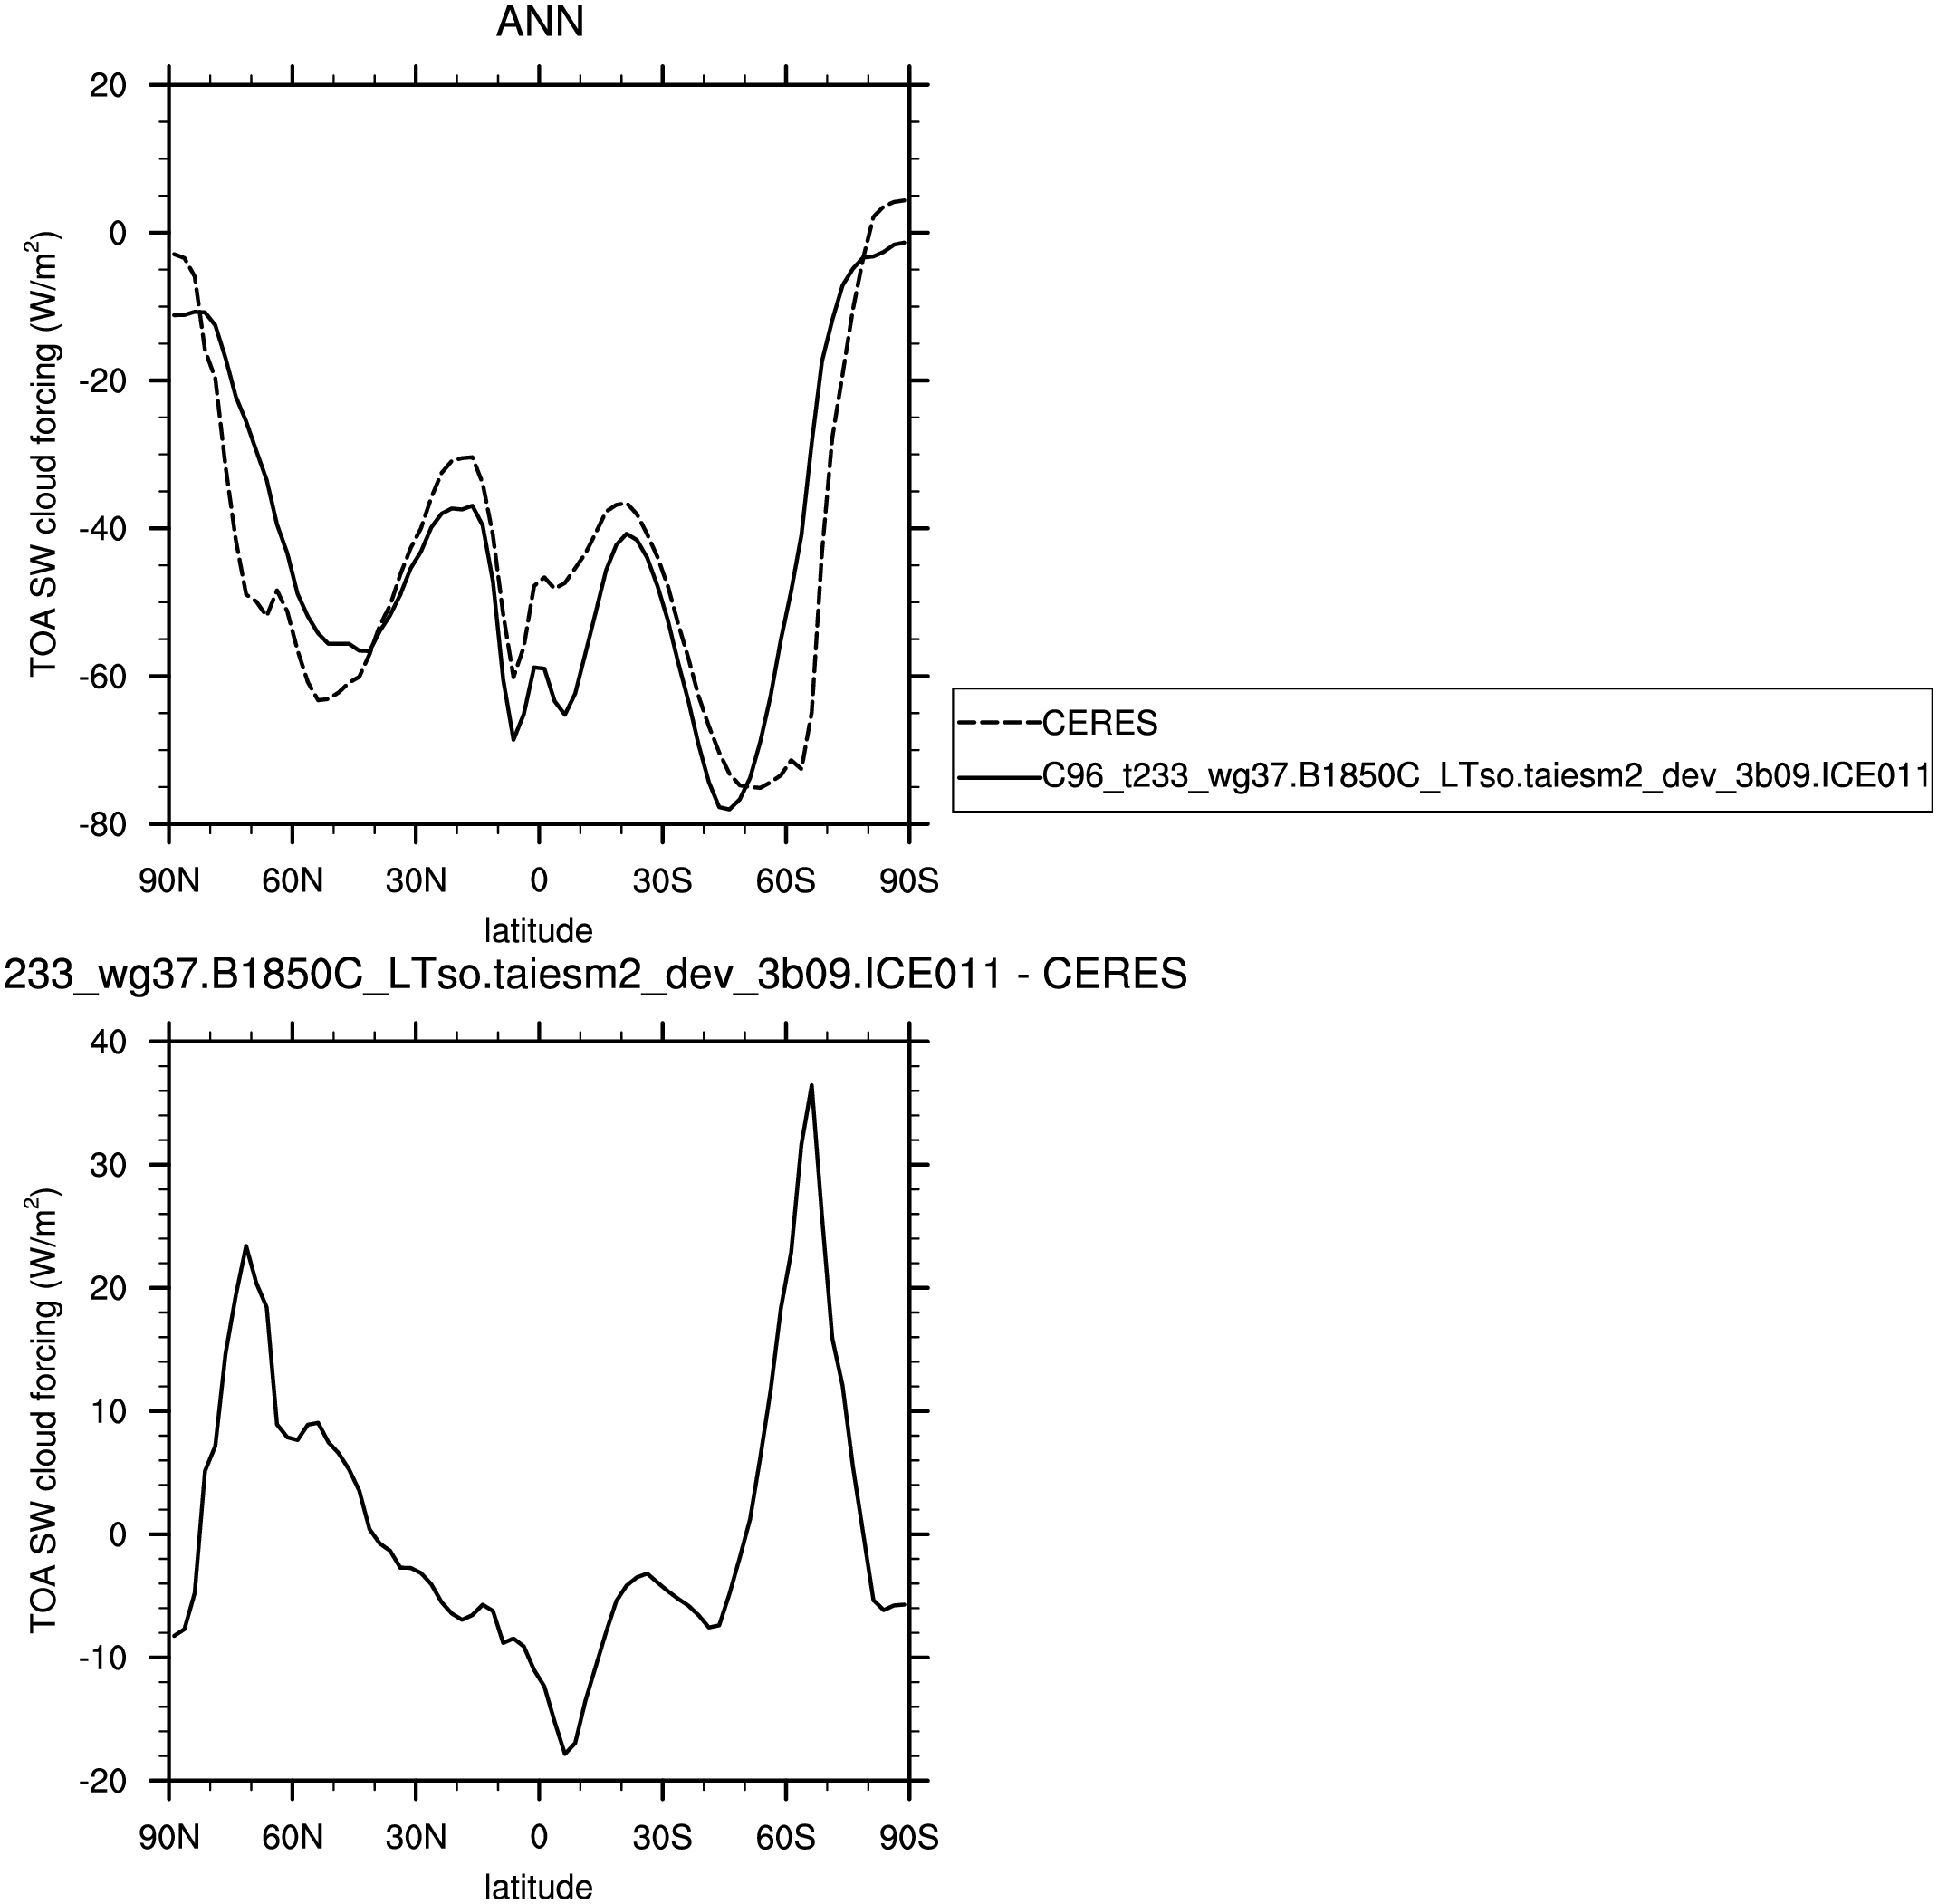 ANN
20
0
-20
-40
-60
-80
TOA SW cloud forcing (W/m²)
90N 60N 30N 0 30S 60S 90S
latitude
CERES
C96_t233_wg37.B1850C_LTso.taiesm2_dev_3b09.ICE011
233_wg37.B1850C_LTso.taiesm2_dev_3b09.ICE011 - CERES
40
30
20
10
0
-10
-20
TOA SW cloud forcing (W/m²)
90N 60N 30N 0 30S 60S 90S
latitude